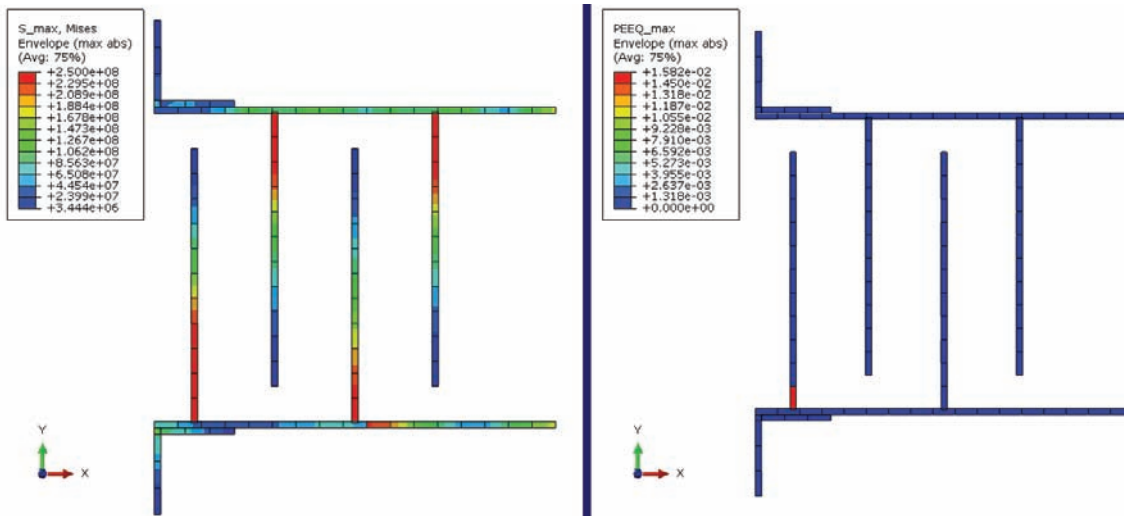 S_max, Mises
Envelope (max abs)
(Avg: 75%)
+2.500e+08
+2.295e+08
+2.089e+08
+1.884e+08
+1.678e+08
+1.473e+08
+1.267e+08
+1.062e+08
+8.563e+07
+6.508e+07
+4.454e+07
+2.399e+07
+3.444e+06
Y
X
PEEQ_max
Envelope (max abs)
(Avg: 75%)
+1.582e-02
+1.450e-02
+1.318e-02
+1.187e-02
+1.055e-02
+9.228e-03
+7.910e-03
+6.592e-03
+5.273e-03
+3.955e-03
+2.637e-03
+1.318e-03
+0.000e+00
Y
X